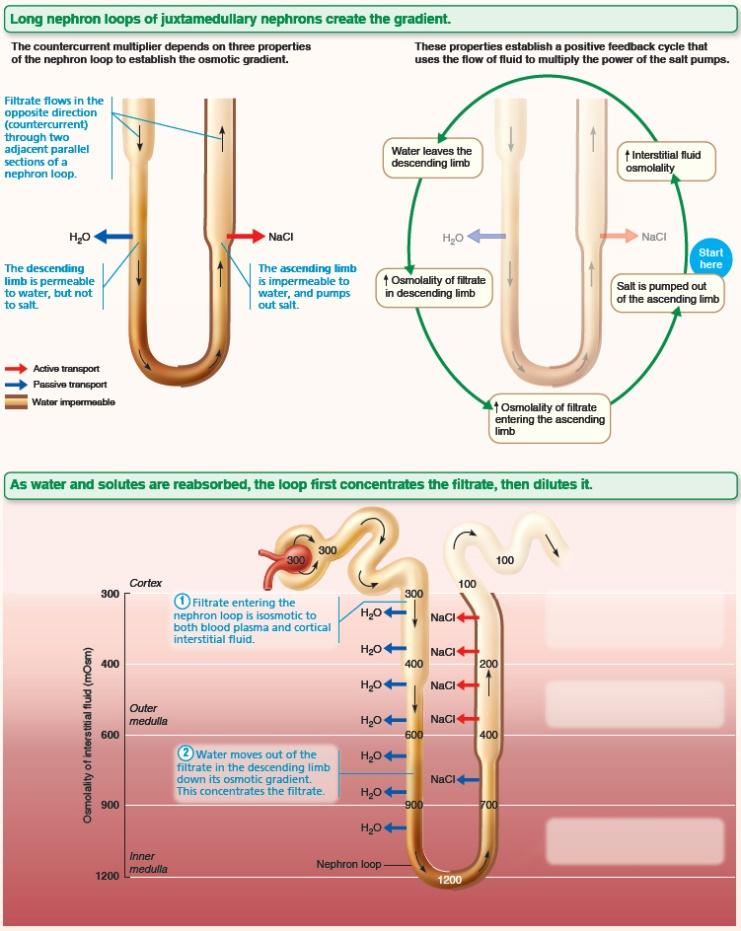 Long nephron loops of juxtamedullary nephrons create the gradient.
The countercurrent multiplier depends on three properties
of the nephron loop to establish the osmotic gradient.
Filtrate flows in the
opposite direction
(countercurrent)
through two
adjacent parallel
sections of a
nephron loop.
H₂O
NaCl
The descending
limb is permeable
to water, but not
to salt.
The ascending limb
is impermeable to
water, and pumps
out salt.
Active transport
Passive transport
Water impermeable
These properties establish a positive feedback cycle that
uses the flow of fluid to multiply the power of the salt pumps.
Water leaves the
descending limb
↑ Interstitial fluid
osmolality
H₂O
NaCl
Start
here
↑ Osmolality of filtrate
in descending limb
Salt is pumped out
of the ascending limb
↑ Osmolality of filtrate
entering the ascending
limb
As water and solutes are reabsorbed, the loop first concentrates the filtrate, then dilutes it.
300
300
100
100
Cortex
300
300
1 Filtrate entering the
nephron loop is isosmotic to
both blood plasma and cortical
interstitial fluid.
H₂O
NaCl
H₂O
NaCl
400
400
200
H₂O
NaCl
Outer
medulla
H₂O
NaCl
600
600
400
2 Water moves out of the
filtrate in the descending limb
down its osmotic gradient.
This concentrates the filtrate.
H₂O
NaCl
H₂O
900
900
700
H₂O
Osmolality of interstitial fluid (mOsm)
Inner
medulla
Nephron loop
1200
1200